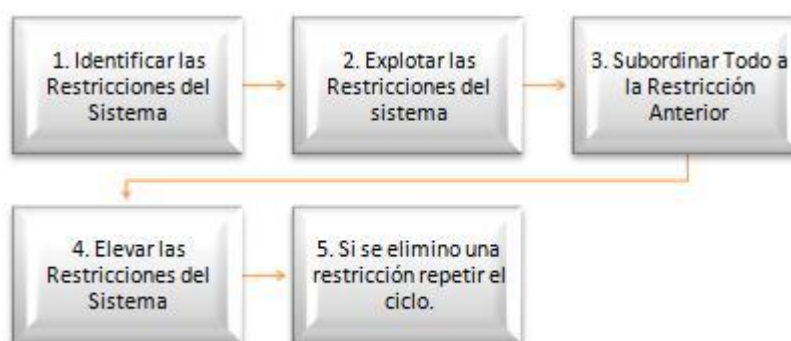 1. Identificar las
Restricciones del
Sistema
2. Explotar las
Restricciones del
sistema
3. Subordinar Todo a
la Restricción
Anterior
4. Elevar las
Restricciones del
Sistema
5. Si se elimino una
restricción repetir el
ciclo.